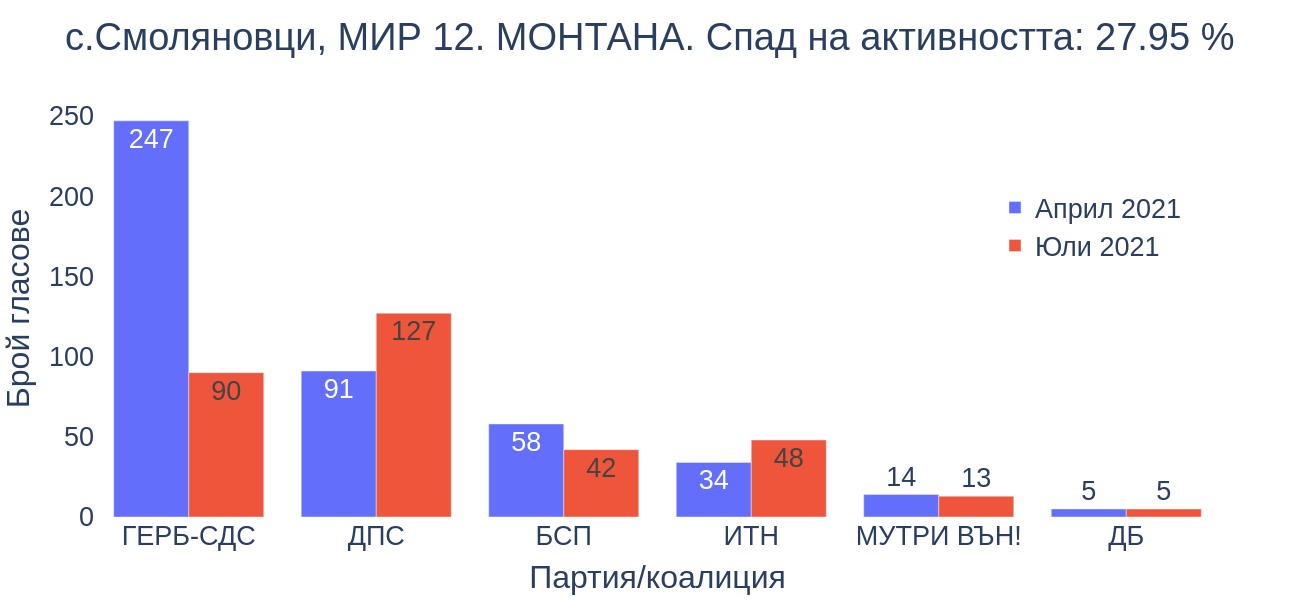 с.Смоляновци, МИР 12. МОНТАНА. Спад на активността: 27.95 %
Брой гласове
250
200
150
100
50
0
247
90
91
127
58
42
34
48
14
13
5
5
Април 2021
Юли 2021
ГЕРБ-СДС
ДПС
БСП
ИТН
МУТРИ ВЪН!
ДБ
Партия/коалиция